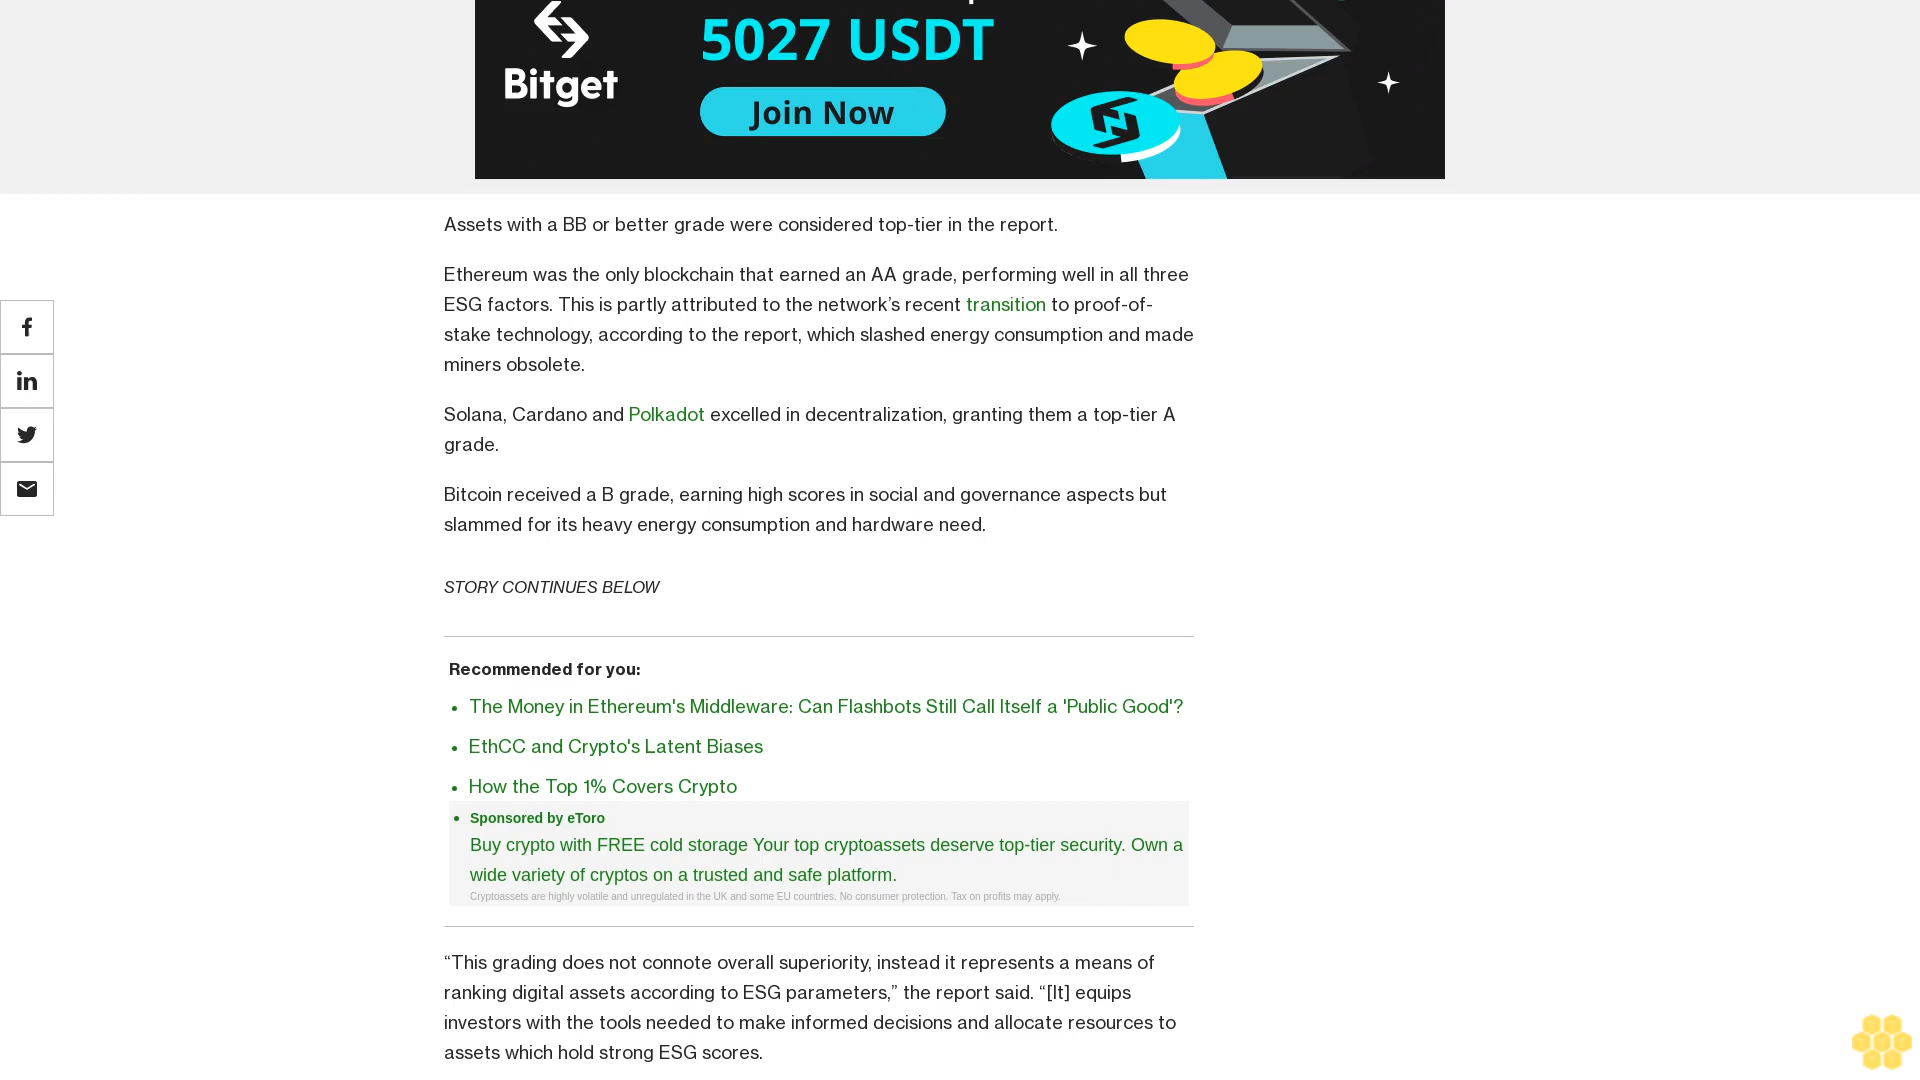 Bitget
5027 USDT
Join Now
Assets with a BB or better grade were considered top-tier in the report.
Ethereum was the only blockchain that earned an AA grade, performing well in all three
ESG factors. This is partly attributed to the network’s recent transition to proof-of-
stake technology, according to the report, which slashed energy consumption and made
miners obsolete.
Solana, Cardano and Polkadot excelled in decentralization, granting them a top-tier A
grade.
Bitcoin received a B grade, earning high scores in social and governance aspects but
slammed for its heavy energy consumption and hardware need.
STORY CONTINUES BELOW
Recommended for you:
• The Money in Ethereum's Middleware: Can Flashbots Still Call Itself a 'Public Good'?
• EthCC and Crypto's Latent Biases
• How the Top 1% Covers Crypto
• Sponsored by eToro
Buy crypto with FREE cold storage Your top cryptoassets deserve top-tier security. Own a
wide variety of cryptos on a trusted and safe platform.
Cryptoassets are highly volatile and unregulated in the UK and some EU countries. No consumer protection. Tax on profits may apply.
“This grading does not connote overall superiority, instead it represents a means of
ranking digital assets according to ESG parameters,” the report said. “[It] equips
investors with the tools needed to make informed decisions and allocate resources to
assets which hold strong ESG scores.